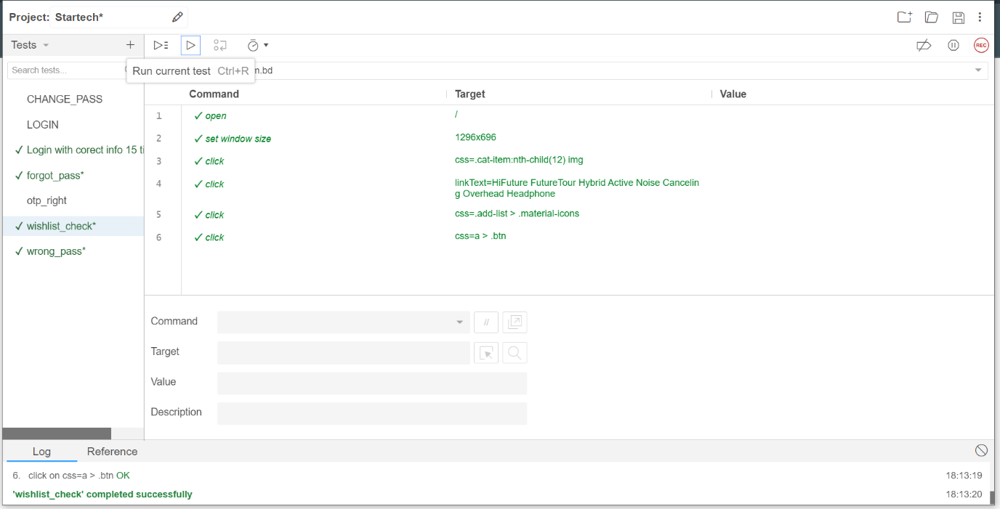 Project: Startech*
Tests
Search tests...
Run current test Ctrl+R
m.bd
REC
CHANGE_PASS
LOGIN
✓ Login with corect info 15 ti
✓ forgot_pass*
otp_right
✓ wishlist_check*
✓ wrong_pass*
Command Target Value
1 ✓ open /
2 ✓ set window size 1296x696
3 ✓ click css=.cat-item:nth-child(12) img
4 ✓ click linkText=HiFuture FutureTour Hybrid Active Noise Cancelin
g Overhead Headphone
5 ✓ click css=.add-list > .material-icons
6 ✓ click css=a > .btn
Command //
Target
Value
Description
Log Reference
6. click on css=a > .btn OK 18:13:19
'wishlist_check' completed successfully 18:13:20